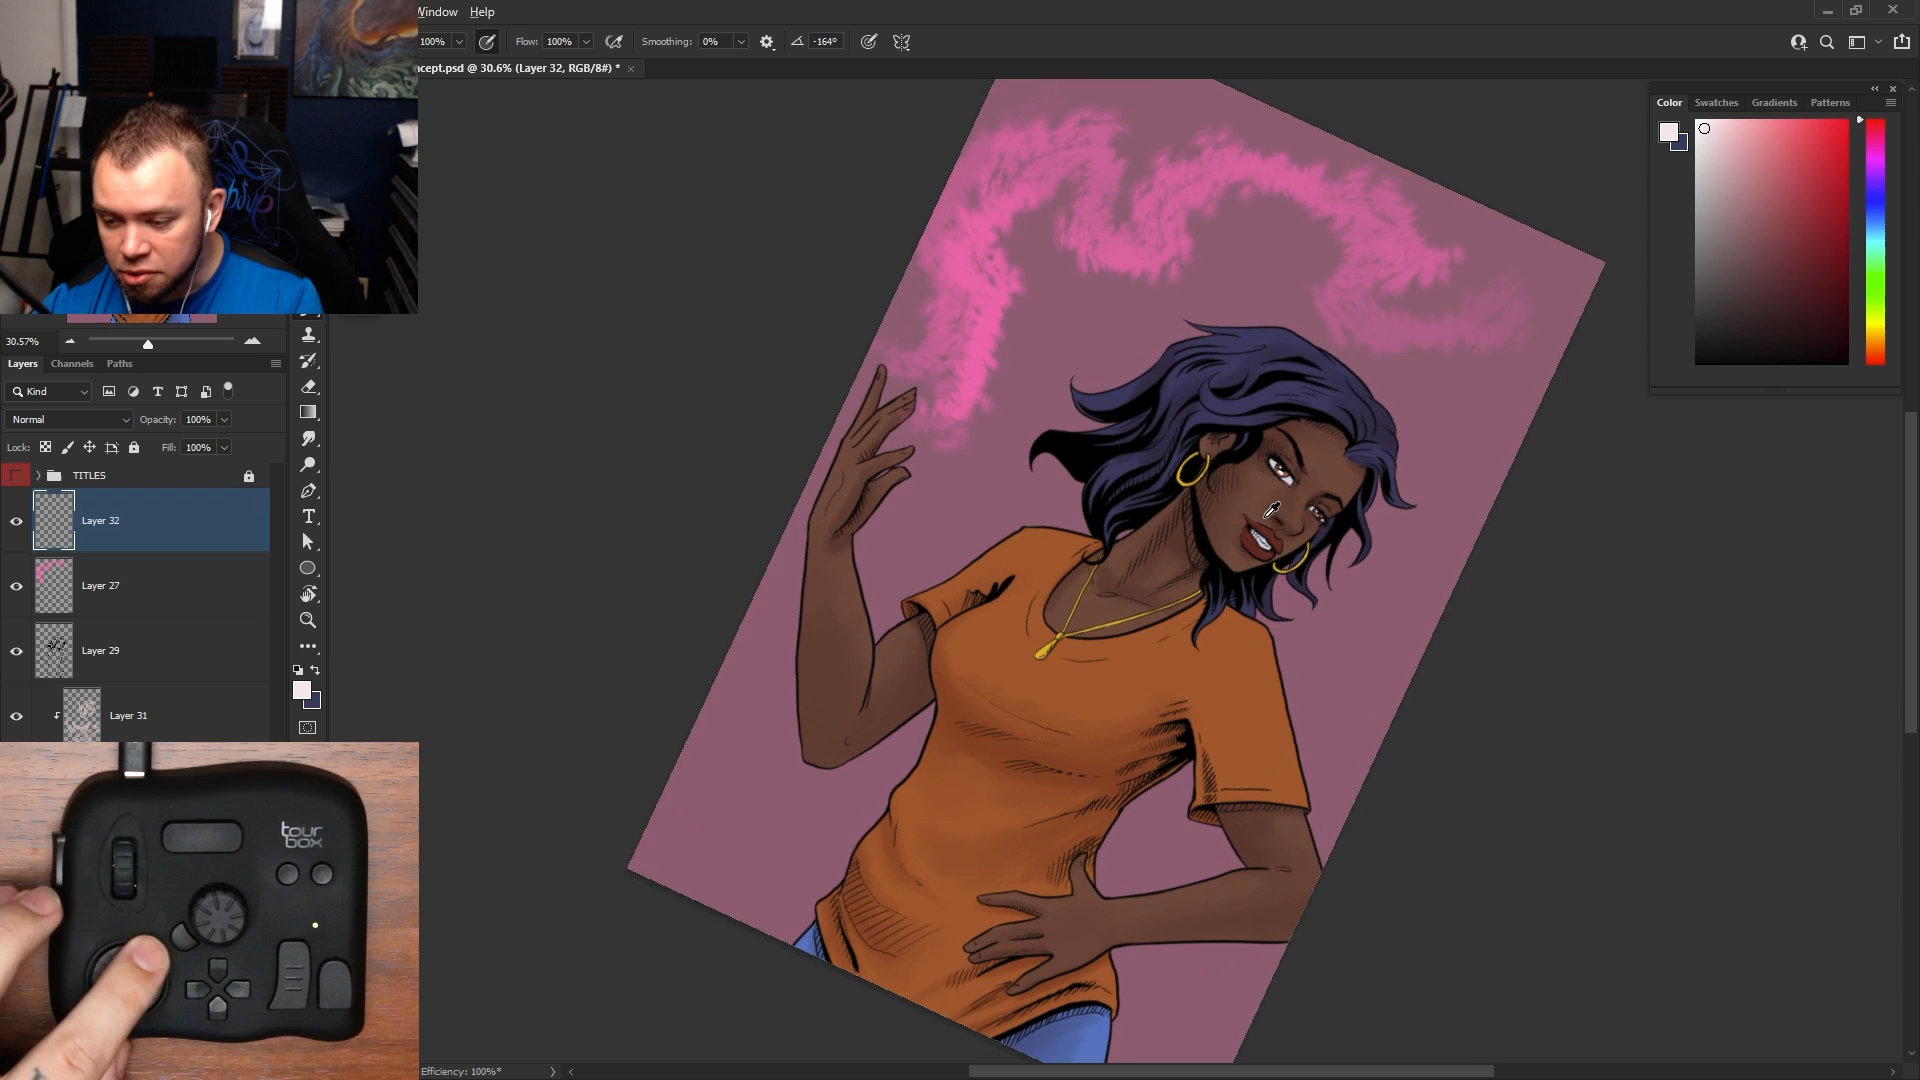 Window Help
100% Flow: 100% Smoothing: 0% -164°
cept.psd @ 30.6% (Layer 32, RGB/8#) *
Color Swatches Gradients Patterns
30.57%
Layers Channels Paths
Kind
Normal Opacity: 100%
Lock: Fill: 100%
TITLES
Layer 32
Layer 27
Layer 29
Layer 31
tour
box
Efficiency: 100%*